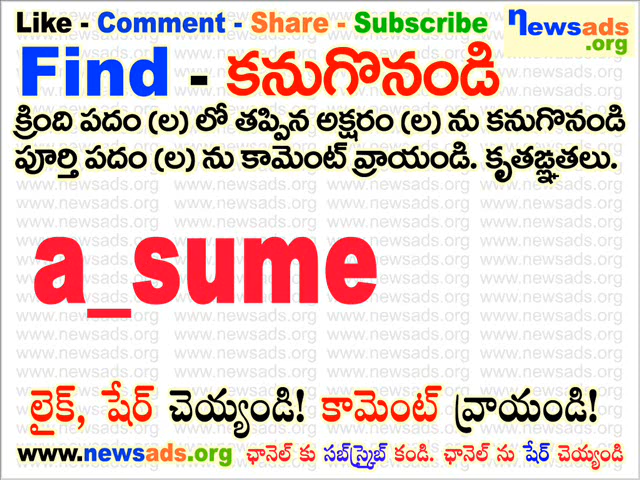 Like - Comment - Share - Subscribe
newsads
.org
Find - కనుగొనండి
క్రింది పదం (ల) లో తప్పిన అక్షరం (ల) ను కనుగొనండి
పూర్తి పదం (ల) ను కామెంట్ వ్రాయండి. కృతఙ్ఞతలు.
a_sume
లైక్, షేర్ చెయ్యండి! కామెంట్ వ్రాయండి!
www.newsads.org ఛానెల్ కు సబ్‌స్క్రైబ్ కండి. ఛానెల్ ను షేర్ చెయ్యండి